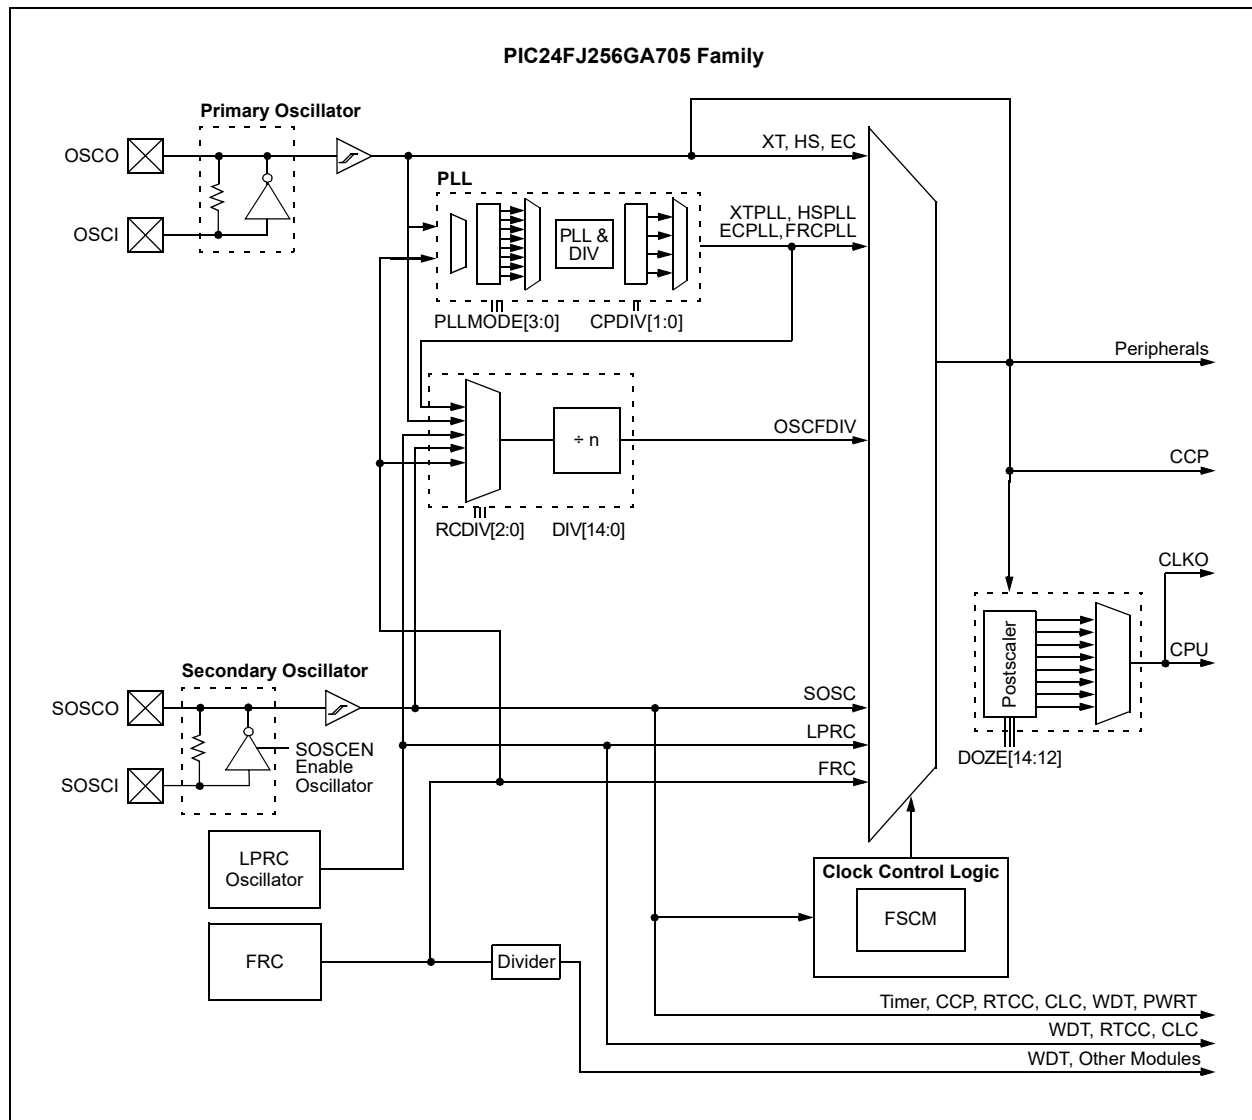 PIC24FJ256GA705 Family
Primary Oscillator
OSCO
XT, HS, EC
PLL
XTPLL, HSPLL
ECPLL,FRCPLL
PLL &
DIV
OSCI
PLLMODE[3:0]
CPDIV[1:0]
Peripherals
÷ n
OSCFDIV
CCP
RCDIV[2:0]
DIV[14:0]
CLKO
Postscaler
CPU
Secondary Oscillator
SOSCO
SOSC
SOSCEN
Enable
Oscillator
LPRC
DOZE[14:12]
SOSCI
FRC
LPRC
Oscillator
Clock Control Logic
FSCM
FRC
Divider
Timer, CCP, RTCC, CLC, WDT, PWRT
WDT, RTCC, CLC
WDT, Other Modules